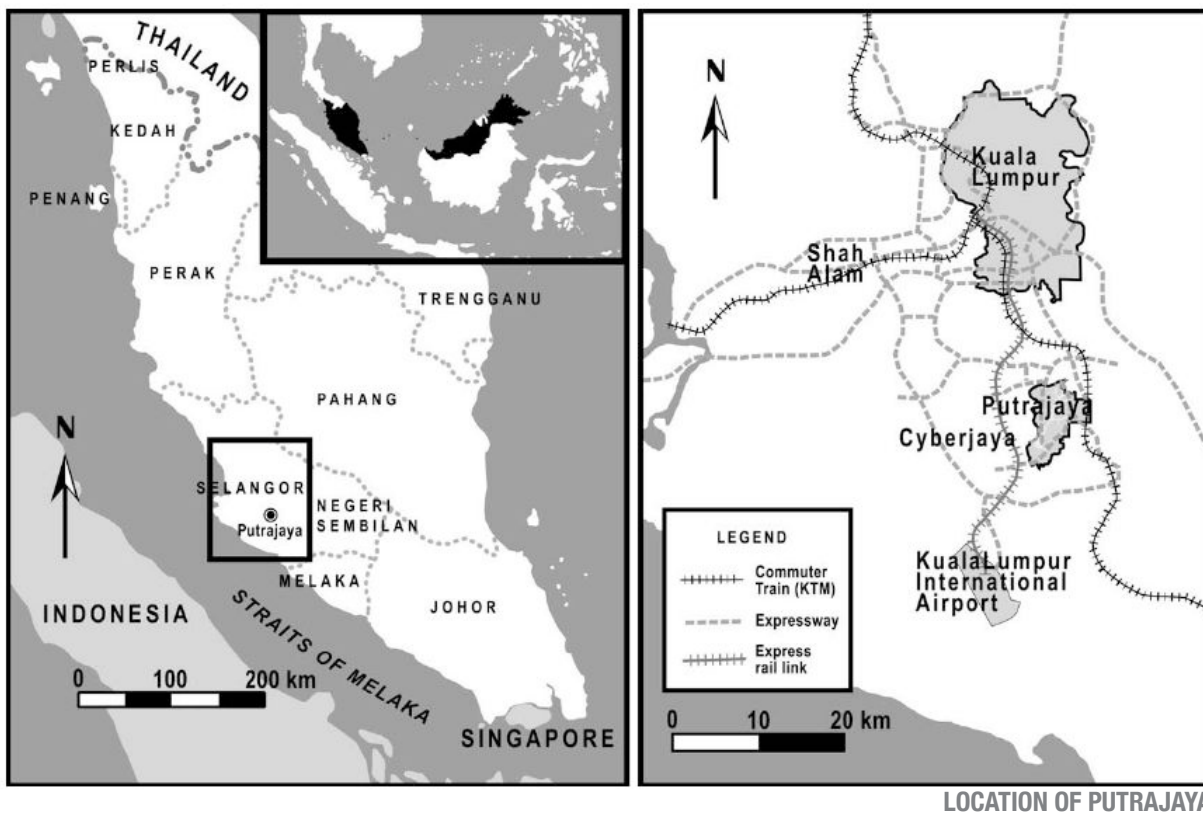 THAILAND
PERLIS
KEDAH
PENANG
PERAK
TRENGGANU
PAHANG
N
SELANGOR
Putrajaya
NEGERI
SEMBILAN
MELAKA
JOHOR
INDONESIA
STRAITS OF MELAKA
0 100 200 km
SINGAPORE
N
Kuala
Lumpur
Shah
Alam
Putrajaya
Cyberjaya
KualaLumpur
International
Airport
LEGEND
Commuter
Train (KTM)
Expressway
Express
rail link
0 10 20 km
LOCATION OF PUTRAJAYA